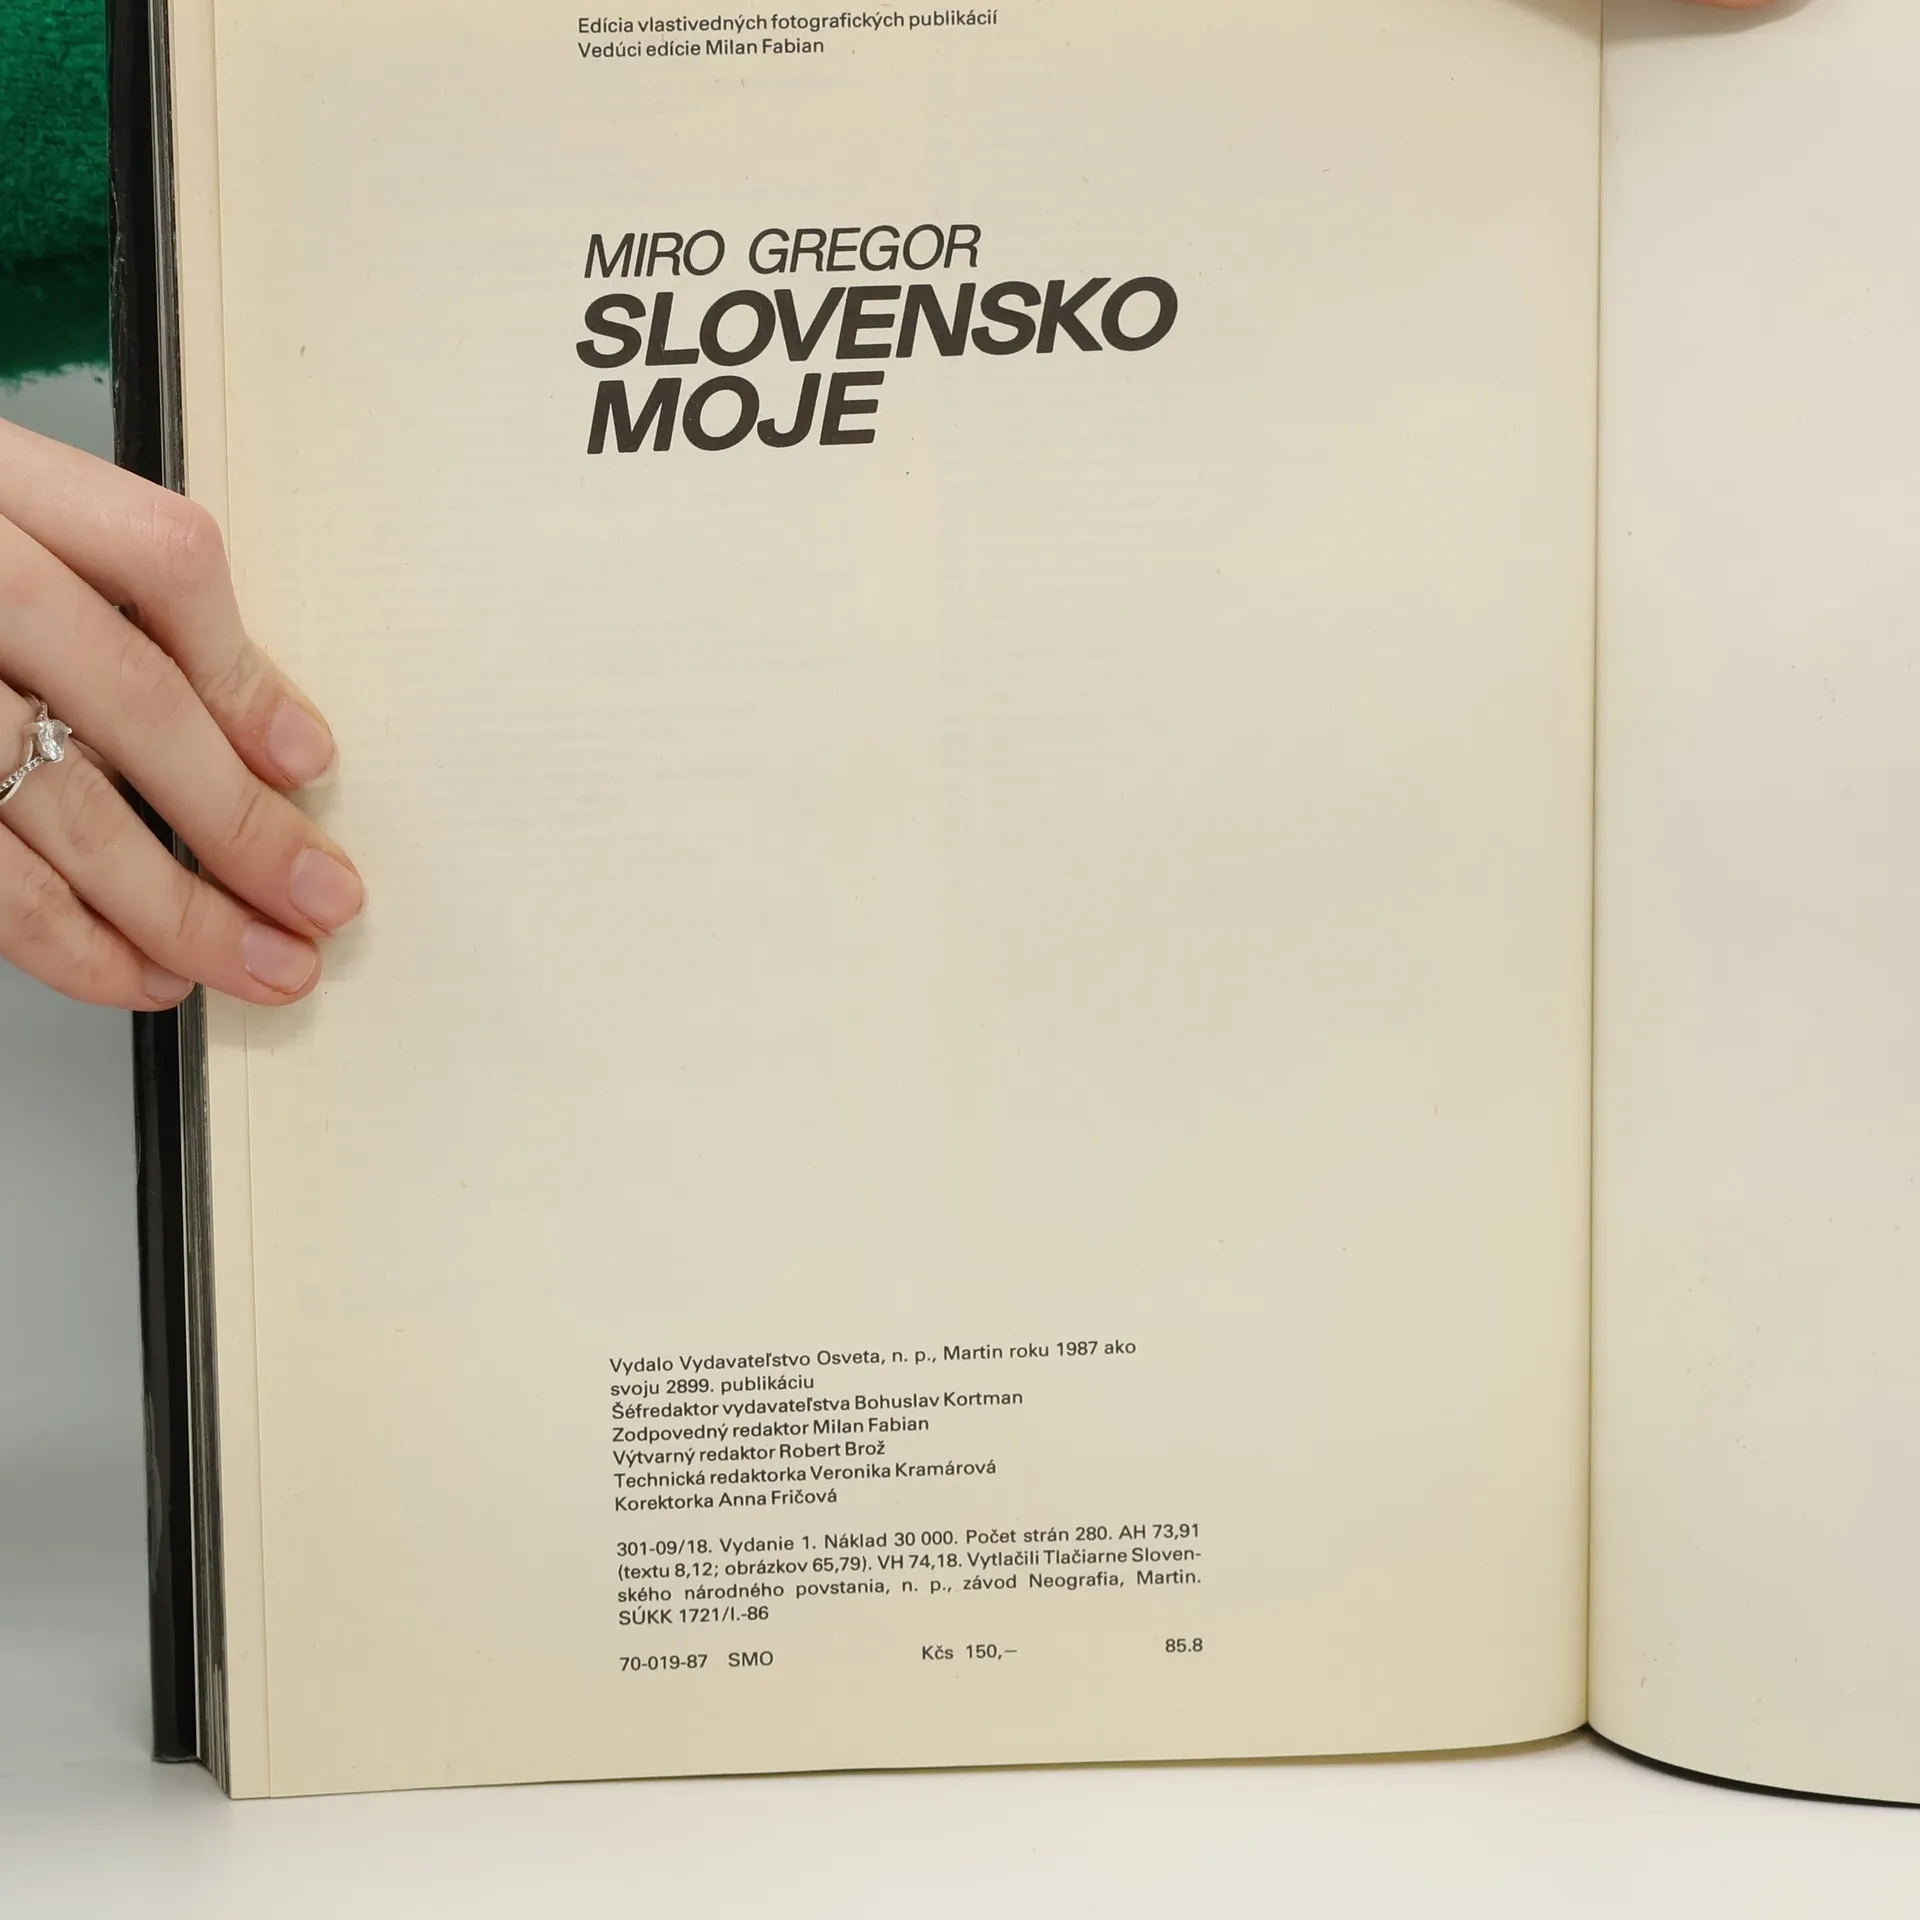 Edícia vlastivedných fotografických publikácií
Vedúci edície Milan Fabian
MIRO GREGOR
SLOVENSKO
MOJE
Vydalo Vydavateľstvo Osveta, n. p., Martin roku 1987 ako
svoju 2899. publikáciu
Šéfredaktor vydavateľstva Bohuslav Kortman
Zodpovedný redaktor Milan Fabian
Výtvarný redaktor Robert Brož
Technická redaktorka Veronika Kramárová
Korektorka Anna Fričová
301-09/18. Vydanie 1. Náklad 30 000. Počet strán 280. AH 73,91
(textu 8,12; obrázkov 65,79). VH 74,18. Vytlačili Tlačiarne Sloven-
ského národného povstania, n. p., závod Neografia, Martin.
SÚKK 1721/I.-86
70-019-87 SMO Kčs 150,— 85.8